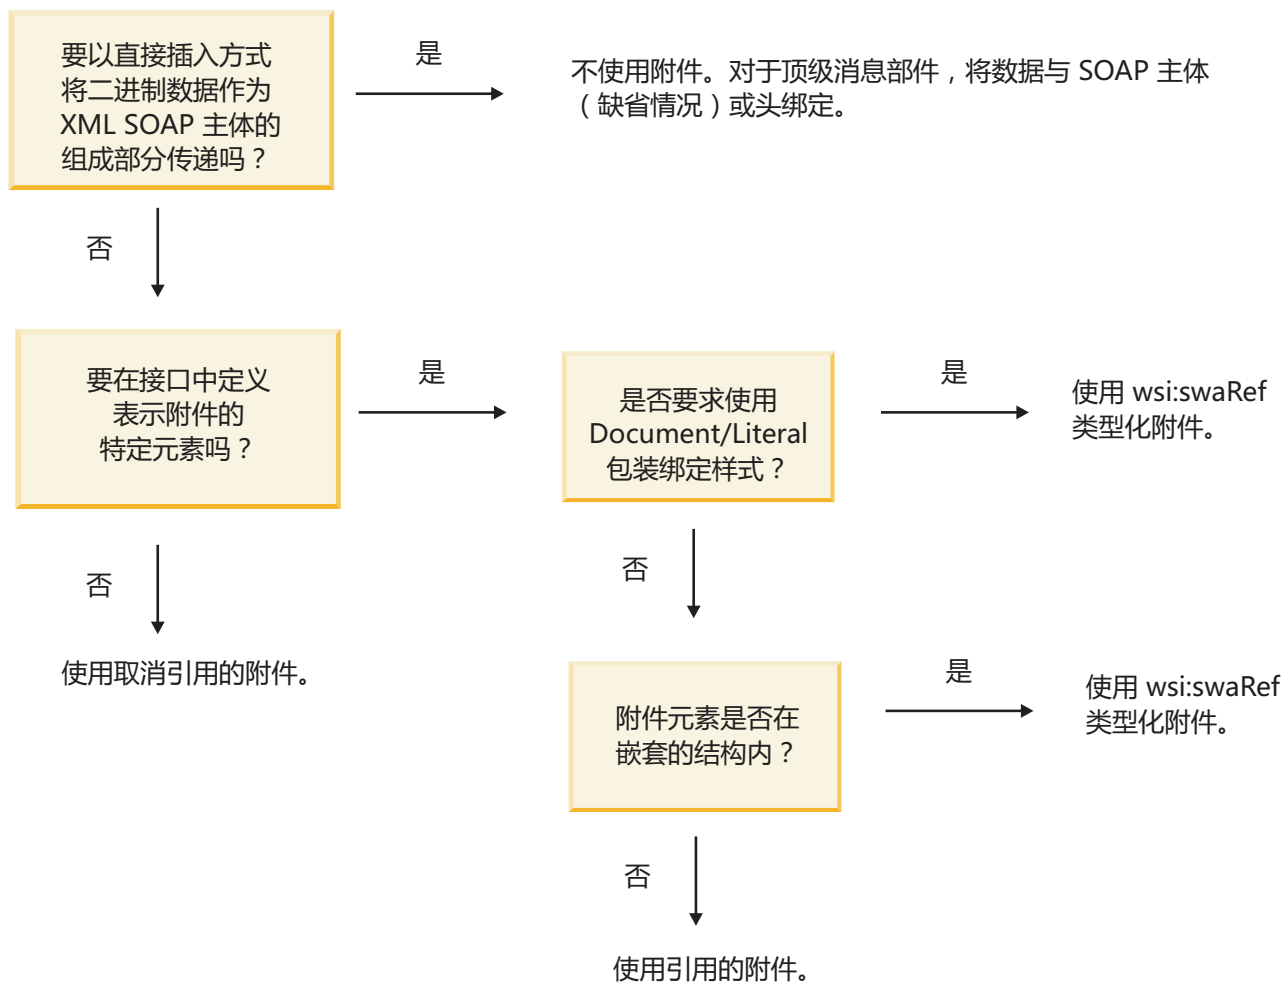 要以直接插入方式
将二进制数据作为
XML SOAP 主体的
组成部分传递吗？
是
不使用附件。对于顶级消息部件，将数据与 SOAP 主体
（缺省情况）或头绑定。
否
要在接口中定义
表示附件的
特定元素吗？
是
是否要求使用
Document/Literal
包装绑定样式？
是
使用 wsi:swaRef
类型化附件。
否
使用取消引用的附件。
否
附件元素是否在
嵌套的结构内？
是
使用 wsi:swaRef
类型化附件。
否
使用引用的附件。